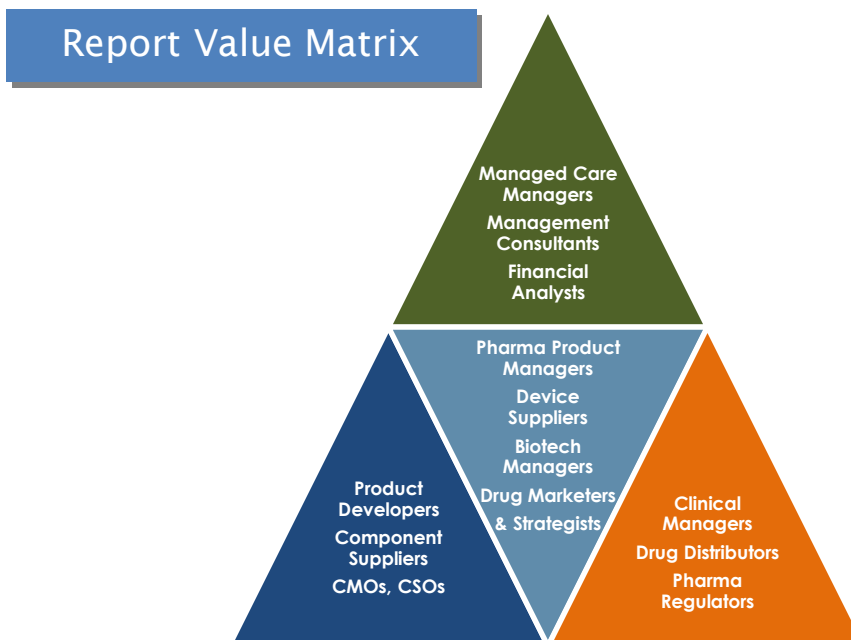 Report Value Matrix
Managed Care
Managers
Management
Consultants
Financial
Analysts
Pharma Product
Managers
Device
Suppliers
Biotech
Managers
Drug Marketers
& Strategists
Product
Developers
Component
Suppliers
CMOs, CSOs
Clinical
Managers
Drug Distributors
Pharma
Regulators